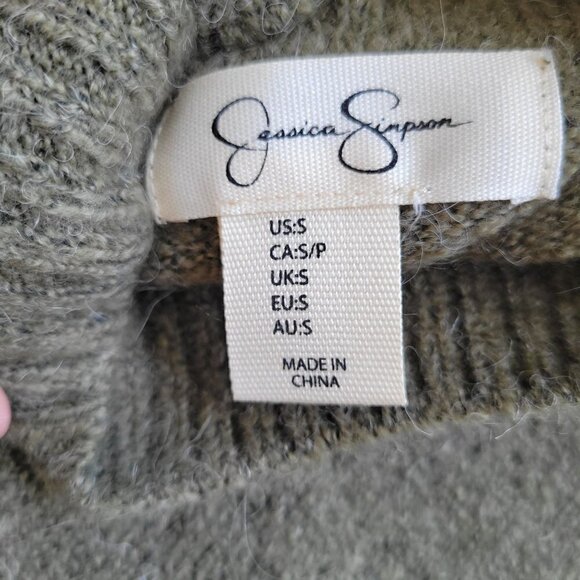 Jessica Simpson
US:S
CA:S/P
UK:S
EU:S
AU:S
MADE IN
CHINA